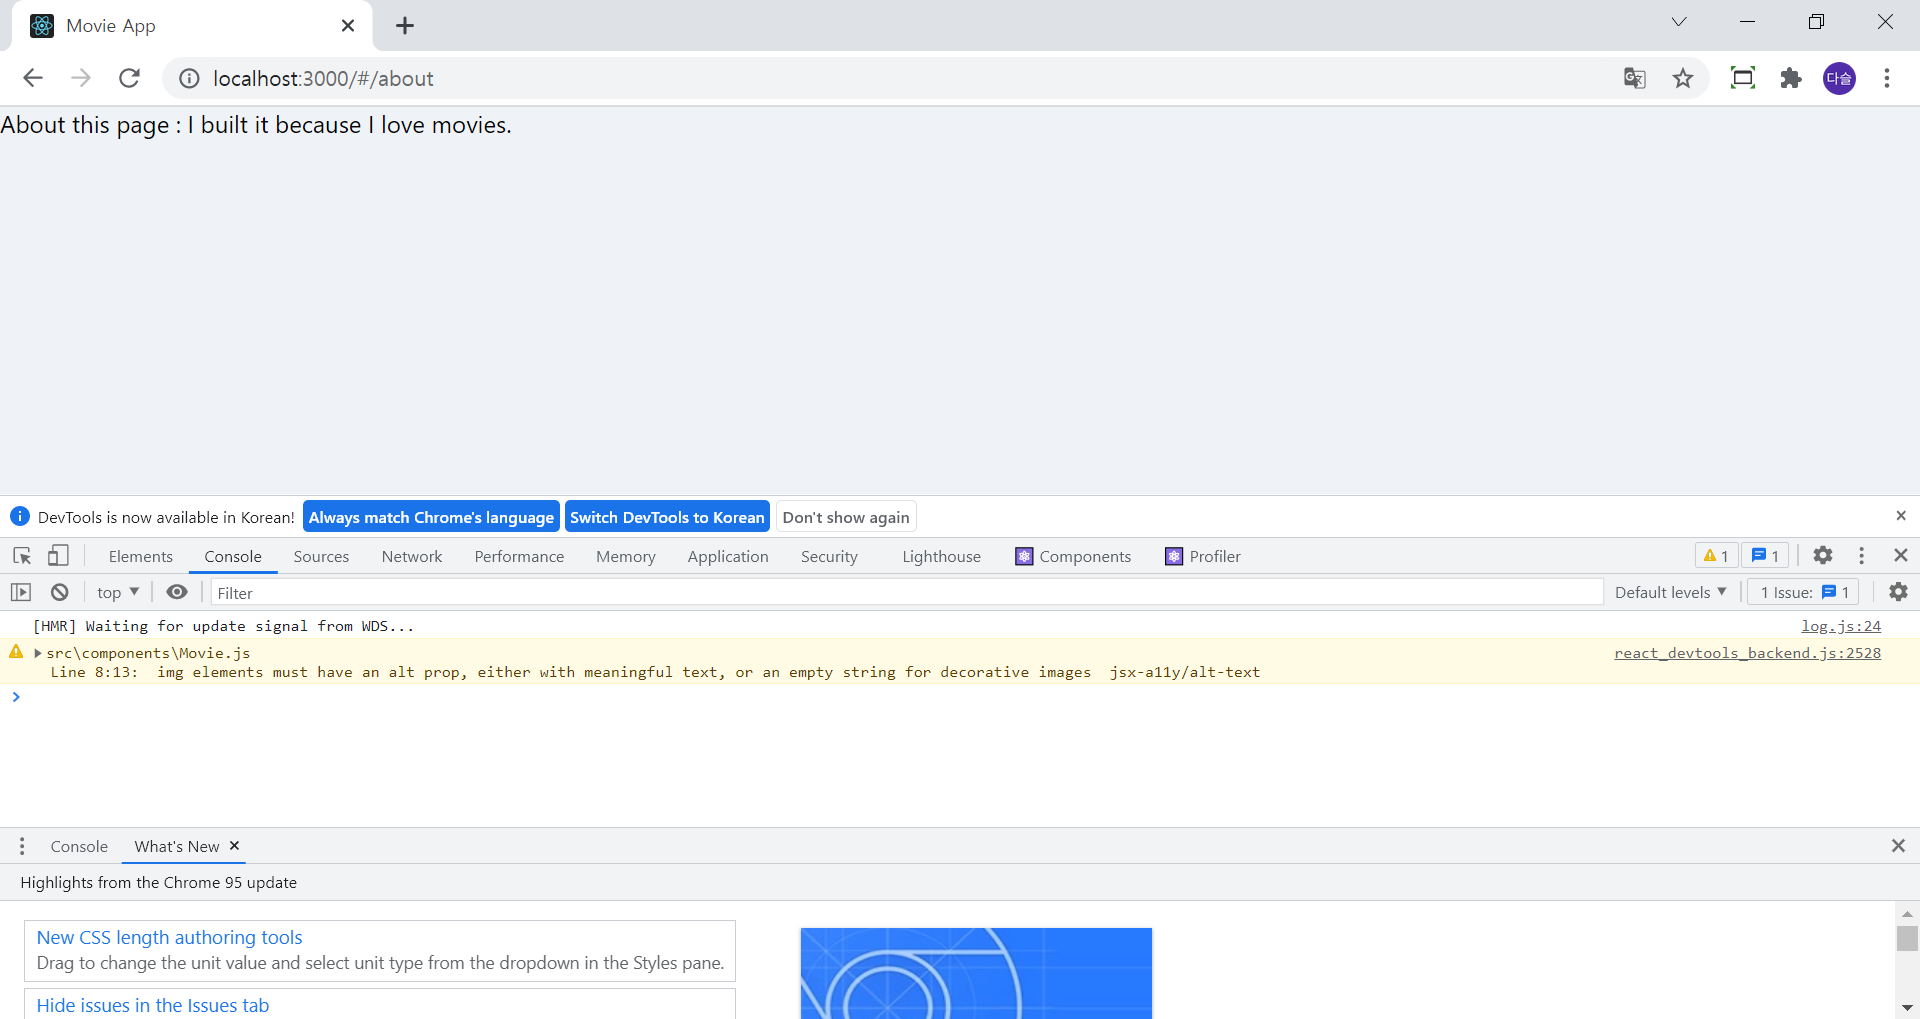 Movie App
localhost:3000/#/about
다슬
About this page : I built it because I love movies.
DevTools is now available in Korean! Always match Chrome's language Switch DevTools to Korean Don't show again
Elements Console Sources Network Performance Memory Application Security Lighthouse Components Profiler 1 1
top Filter Default levels 1 Issue: 1
[HMR] Waiting for update signal from WDS... log.js:24
src\components\Movie.js react_devtools_backend.js:2528
Line 8:13: img elements must have an alt prop, either with meaningful text, or an empty string for decorative images jsx-a11y/alt-text
Console What's New
Highlights from the Chrome 95 update
New CSS length authoring tools
Drag to change the unit value and select unit type from the dropdown in the Styles pane.
Hide issues in the Issues tab